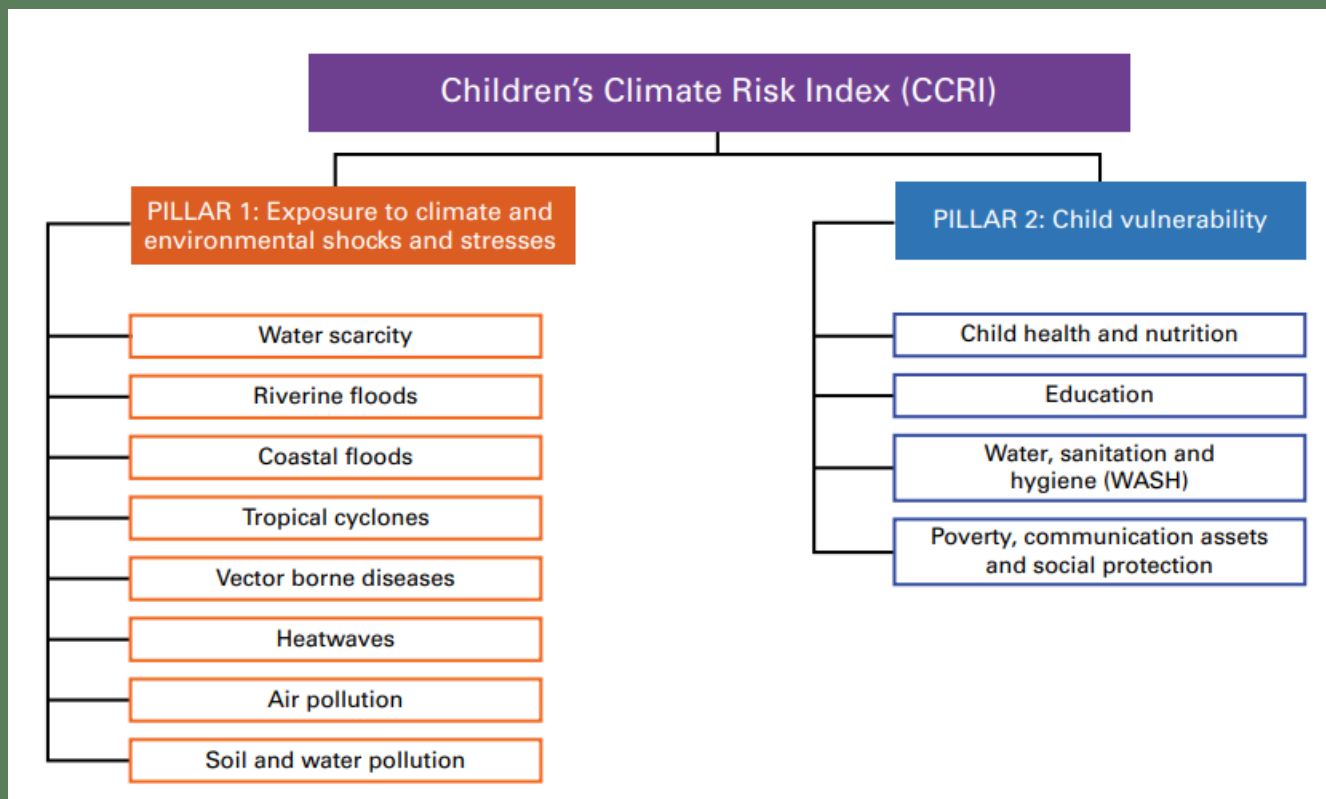 Children’s Climate Risk Index (CCRI)
PILLAR 1: Exposure to climate and
environmental shocks and stresses
Water scarcity
Riverine floods
Coastal floods
Tropical cyclones
Vector borne diseases
Heatwaves
Air pollution
Soil and water pollution
PILLAR 2: Child vulnerability
Child health and nutrition
Education
Water, sanitation and
hygiene (WASH)
Poverty, communication assets
and social protection